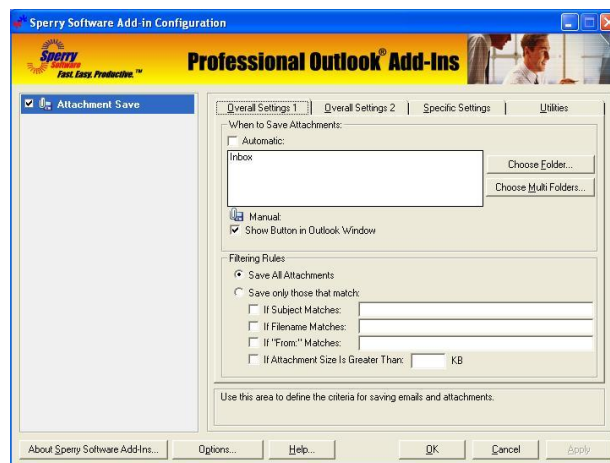 Sperry Software Add-in Configuration
Sperry
Software
Fast. Easy. Productive. ™
Professional Outlook® Add-Ins
Attachment Save
Overall Settings 1
Overall Settings 2
Specific Settings
Utilities
When to Save Attachments:
Automatic:
Inbox
Choose Folder...
Choose Multi Folders...
Manual:
Show Button in Outlook Window
Filtering Rules
Save All Attachments
Save only those that match:
If Subject Matches:
If Filename Matches:
If "From:" Matches:
If Attachment Size Is Greater Than:
KB
Use this area to define the criteria for saving emails and attachments.
About Sperry Software Add-Ins...
Options...
Help...
OK
Cancel
Apply